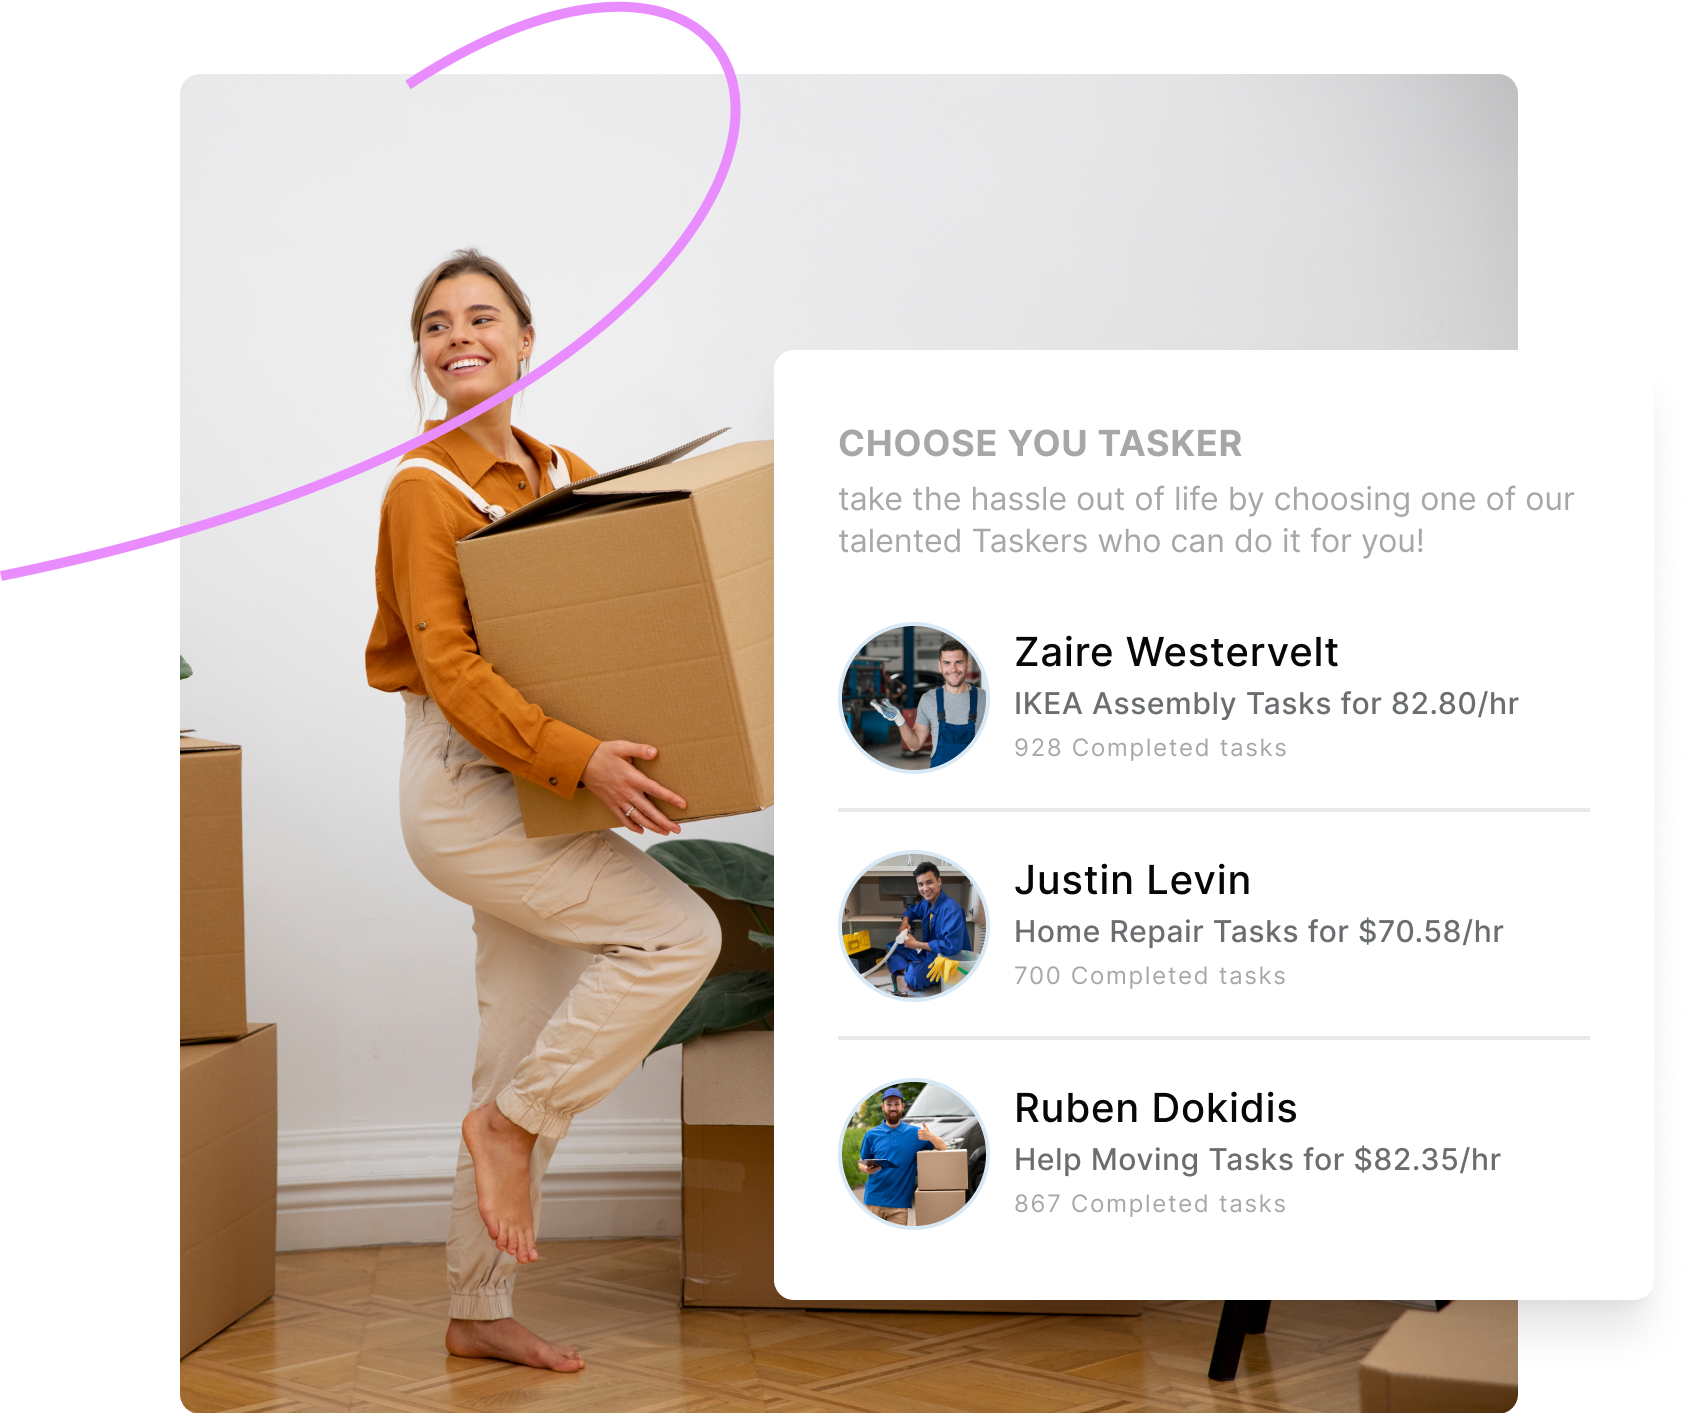 CHOOSE YOU TASKER
take the hassle out of life by choosing one of our
talented Taskers who can do it for you!
Zaire Westervelt
IKEA Assembly Tasks for 82.80/hr
928 Completed tasks
Justin Levin
Home Repair Tasks for $70.58/hr
700 Completed tasks
Ruben Dokidis
Help Moving Tasks for $82.35/hr
867 Completed tasks